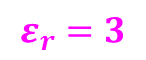 εᵣ = 3